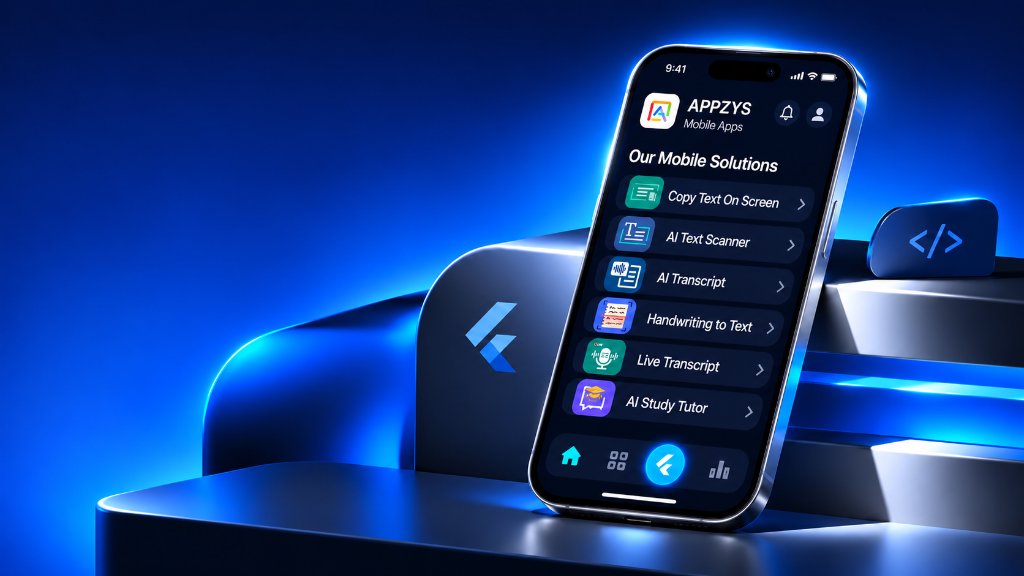 9:41
APPZYS
Mobile Apps
Our Mobile Solutions
Copy Text On Screen
AI Text Scanner
AI Transcript
Handwriting to Text
Live Transcript
AI Study Tutor
</>